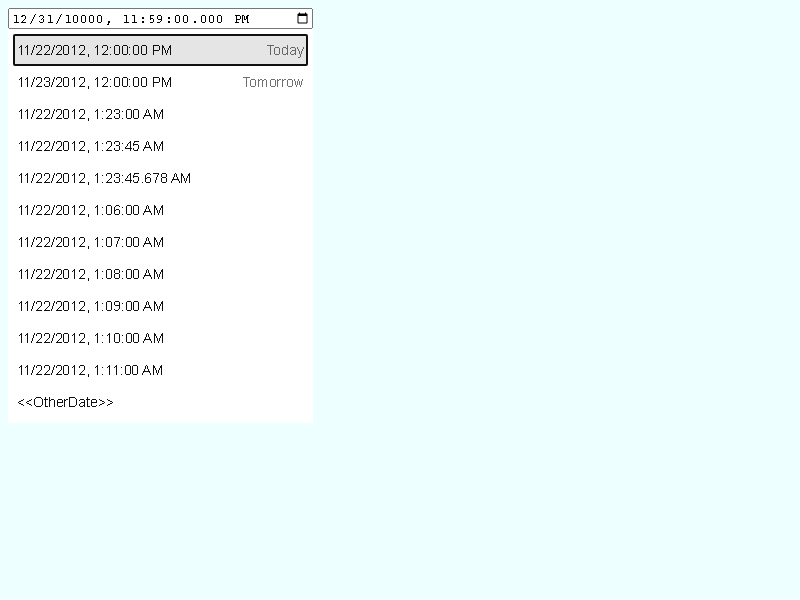 12/31/10000, 11:59:00.000 PM
11/22/2012, 12:00:00 PM Today
11/23/2012, 12:00:00 PM Tomorrow
11/22/2012, 1:23:00 AM
11/22/2012, 1:23:45 AM
11/22/2012, 1:23:45.678 AM
11/22/2012, 1:06:00 AM
11/22/2012, 1:07:00 AM
11/22/2012, 1:08:00 AM
11/22/2012, 1:09:00 AM
11/22/2012, 1:10:00 AM
11/22/2012, 1:11:00 AM
<<OtherDate>>